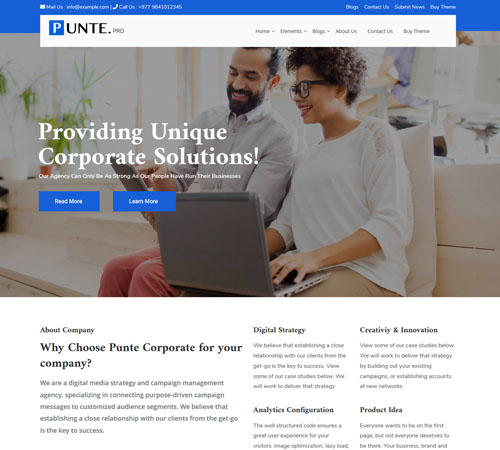 Mail Us : info@example.com | Call Us : +977 9841012345
Blogs Contact Us Submit News Buy Theme
PUNTE.PRO
Home Elements Blogs About Us Contact Us Buy Theme
Providing Unique
Corporate Solutions!
Our Agency Can Only Be As Strong As Our People Have Run Their Businesses
Read More Learn More
About Company
Why Choose Punte Corporate for your
company?
We are a digital media strategy and campaign management
agency, specializing in connecting purpose-driven campaign
messages to customized audience segments. We believe that
establishing a close relationship with our clients from the get-go
is the key to success.
Digital Strategy
We believe that establishing a close
relationship with our clients from the
get-go is the key to success. View
some of our case studies below. We
will work to deliver that strategy
Creativiy & Innovation
View some of our case studies below.
We will work to deliver that strategy
by building out your existing
campaigns, or establishing accounts
at new networks.
Analytics Configuration
The well structured code ensures a
great user experience for your
visitors. Image optimization, lazy load,
Product Idea
Everyone wants to be on the first
page, but not everyone deserves to
be there. Your business, brand and